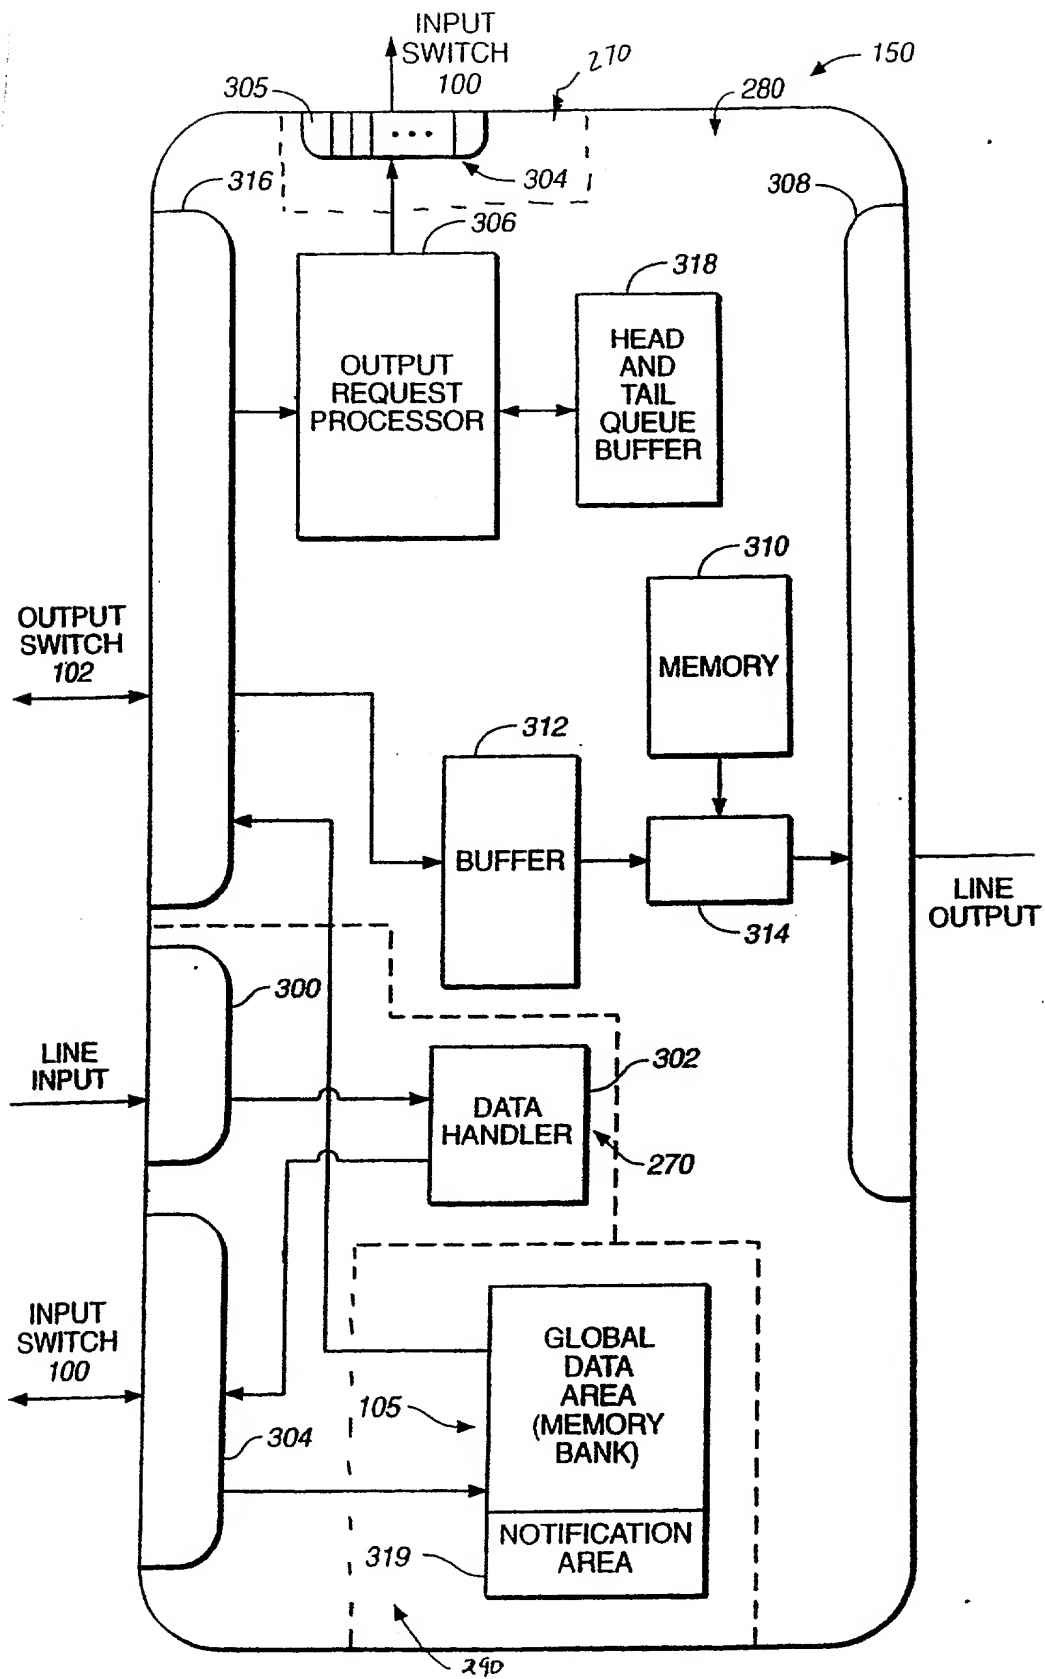 INPUT
SWITCH
100
270
150
305
280
304
316
308
306
318
OUTPUT
REQUEST
PROCESSOR
HEAD
AND
TAIL
QUEUE
BUFFER
310
OUTPUT
SWITCH
102
MEMORY
312
BUFFER
314
LINE
OUTPUT
300
LINE
INPUT
302
DATA
HANDLER
270
INPUT
SWITCH
100
GLOBAL
DATA
AREA
(MEMORY
BANK)
105
304
NOTIFICATION
AREA
319
290